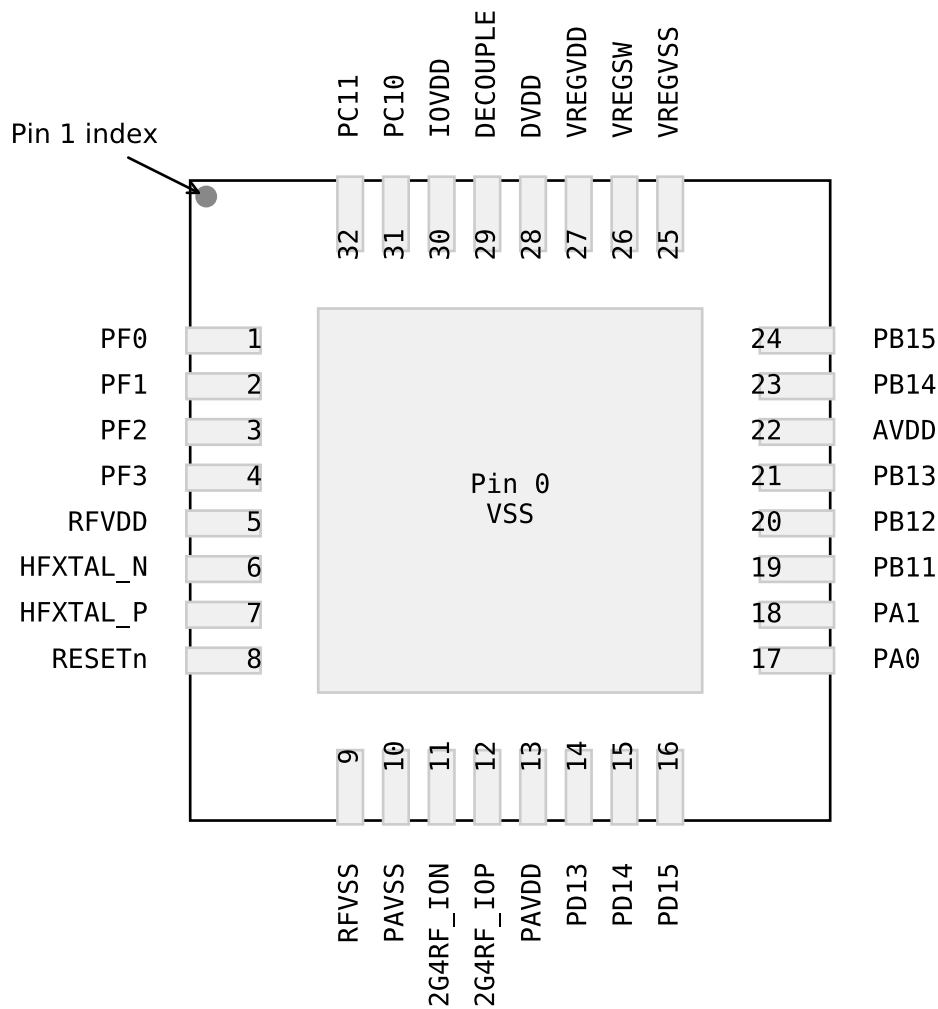 PC11
PC10
IOVDD
DECOUPLE
DVDD
VREGVDD
VREGSW
VREGVSS
Pin 1 index
32
31
30
29
28
27
26
25
PF0 1
24 PB15
PF1 2
23 PB14
PF2 3
22 AVDD
PF3 4
21 PB13
Pin 0
VSS
RFVDD 5
20 PB12
HFXTAL_N 6
19 PB11
HFXTAL_P 7
18 PA1
RESETn 8
17 PA0
9
10
11
12
13
14
15
16
RFVSS
PAVSS
2G4RF_ION
2G4RF_IOP
PAVDD
PD13
PD14
PD15